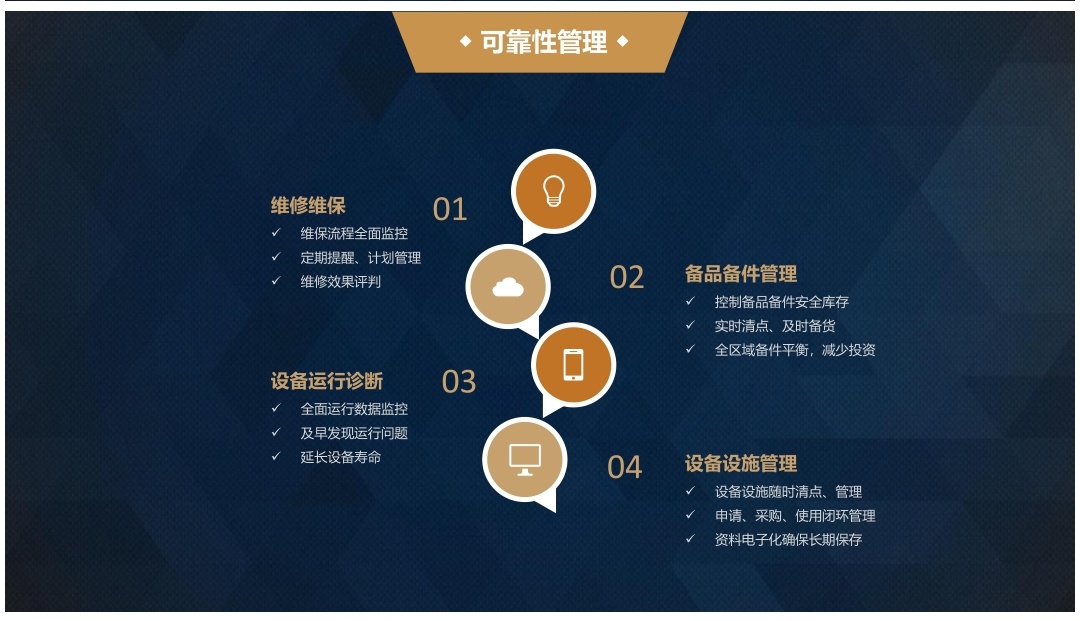 可靠性管理
维修维保
01
维保流程全面监控
定期提醒、计划管理
维修效果评判
02
备品备件管理
控制备品备件安全库存
实时清点、及时备货
全区域备件平衡，减少投资
设备运行诊断
03
全面运行数据监控
及早发现运行问题
延长设备寿命
04
设备设施管理
设备设施随时清点、管理
申请、采购、使用闭环管理
资料电子化确保长期保存